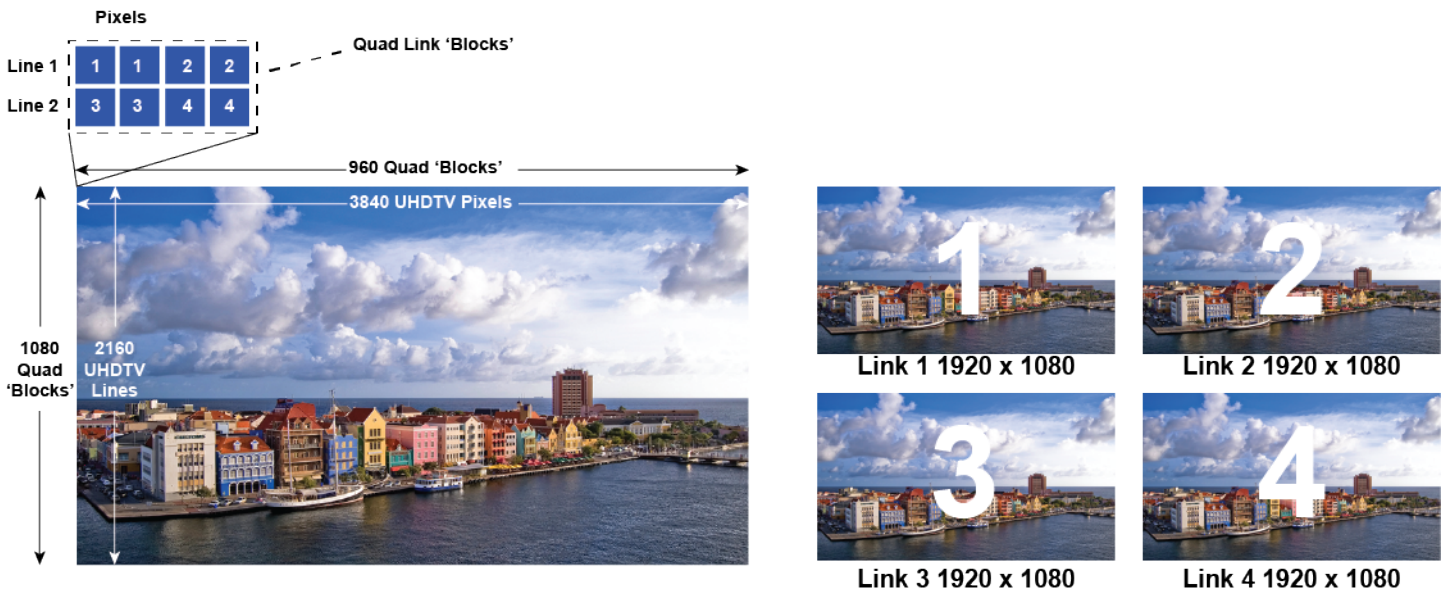 Pixels
Quad Link ‘Blocks’
Line 1 1 1 2 2
Line 2 3 3 4 4
960 Quad ‘Blocks’
3840 UHDTV Pixels
1080
Quad
‘Blocks’
2160
UHDTV
Lines
1
Link 1 1920 x 1080
2
Link 2 1920 x 1080
3
Link 3 1920 x 1080
4
Link 4 1920 x 1080